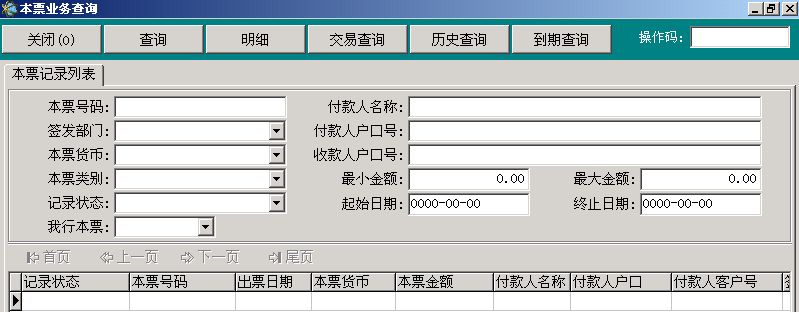 本票业务查询
关闭(O) 查询 明细 交易查询 历史查询 到期查询 操作码:
本票记录列表
本票号码: 付款人名称:
签发部门: 付款人户口号:
本票货币: 收款人户口号:
本票类别: 最小金额: 0.00 最大金额: 0.00
记录状态: 起始日期: 0000-00-00 终止日期: 0000-00-00
我行本票:
首页 上一页 下一页 尾页
记录状态 本票号码 出票日期 本票货币 本票金额 付款人名称 付款人户口 付款人客户号